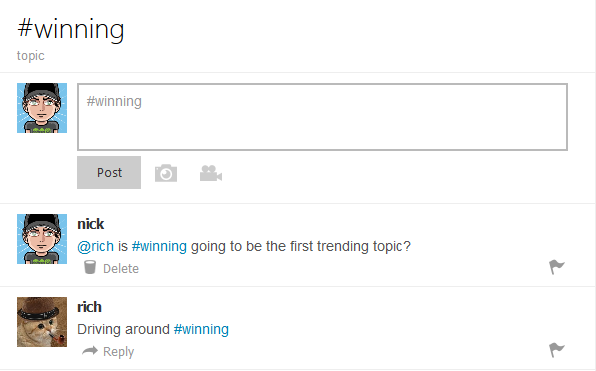 #winning
topic
#winning
Post
nick
@rich is #winning going to be the first trending topic?
Delete
rich
Driving around #winning
Reply